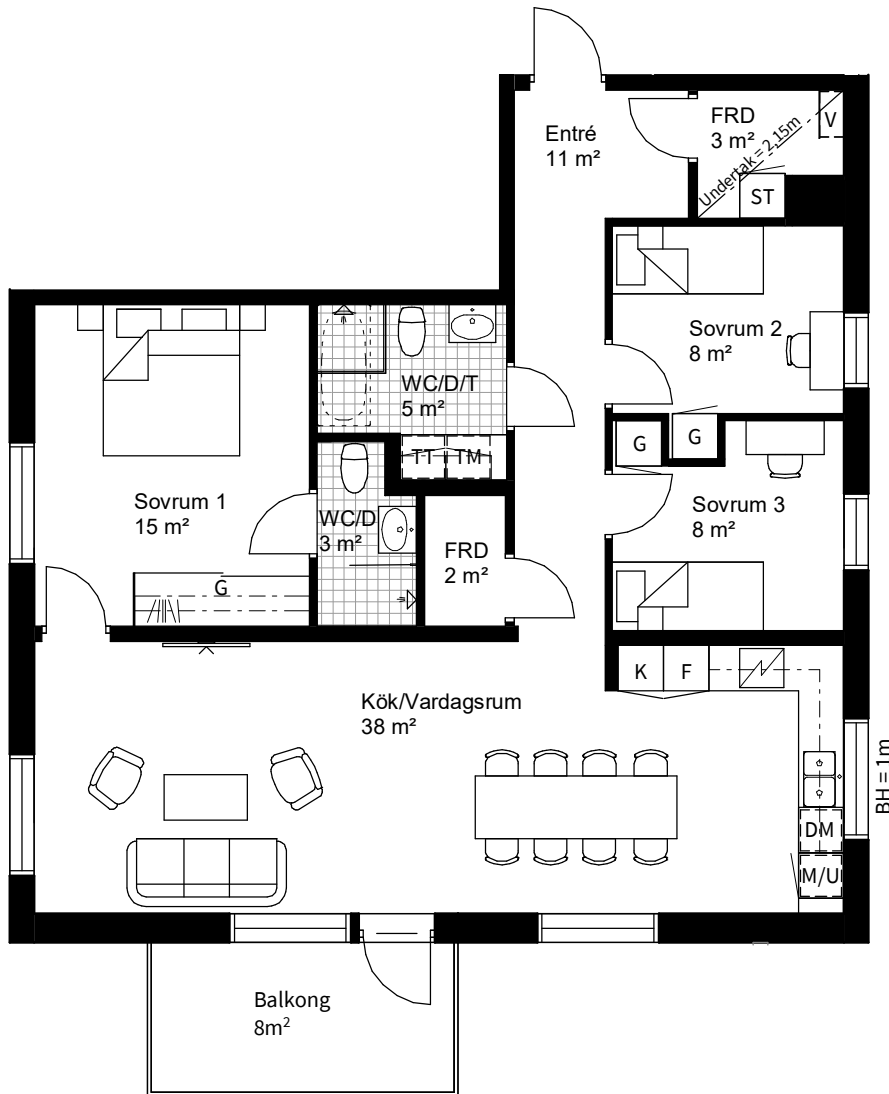 FRD
3 m²
V
Entré
11 m²
Undertak = 2,15m
ST
Sovrum 2
8 m²
WC/D/T
5 m²
G
G
TT
TM
Sovrum 1
15 m²
WC/D
3 m²
Sovrum 3
8 m²
FRD
2 m²
G
K
F
Kök/Vardagsrum
38 m²
BH = 1m
DM
M/U
Balkong
8m²